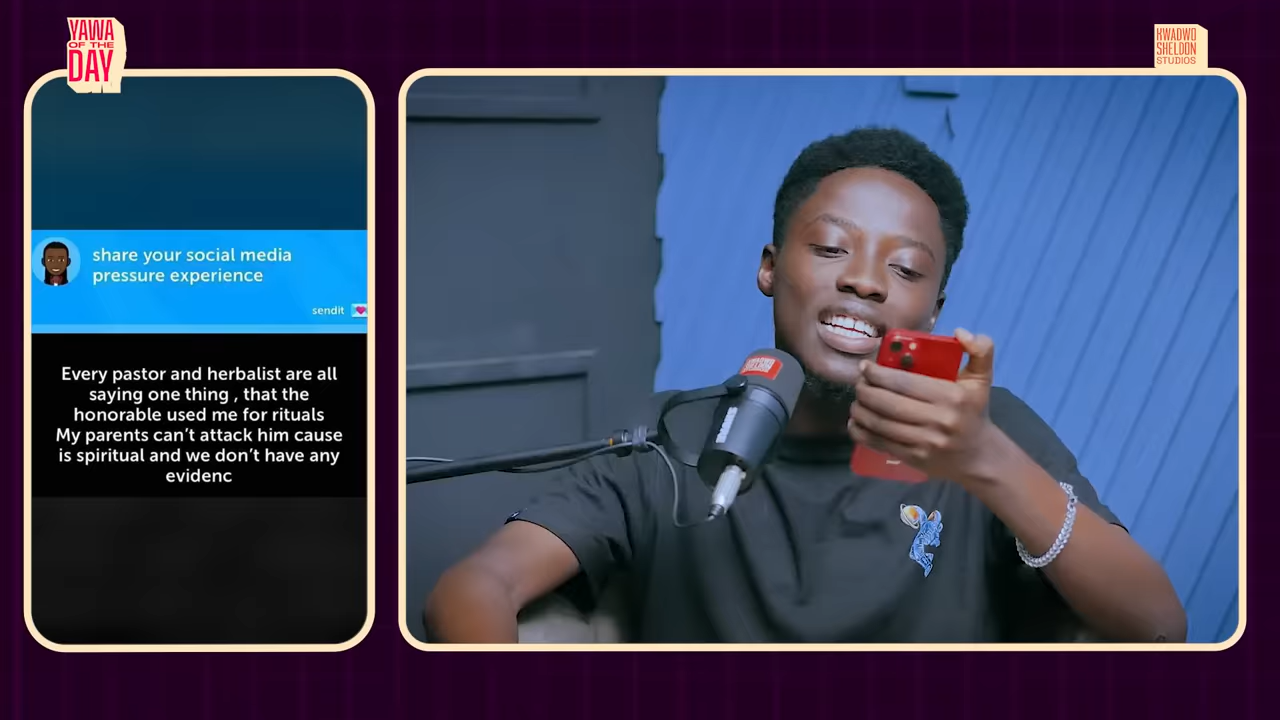 YAWA
OF THE
DAY
KWADWO
SHELDON
STUDIOS
share your social media
pressure experience
sendit
Every pastor and herbalist are all
saying one thing , that the
honorable used me for rituals
My parents can’t attack him cause
is spiritual and we don’t have any
evidenc